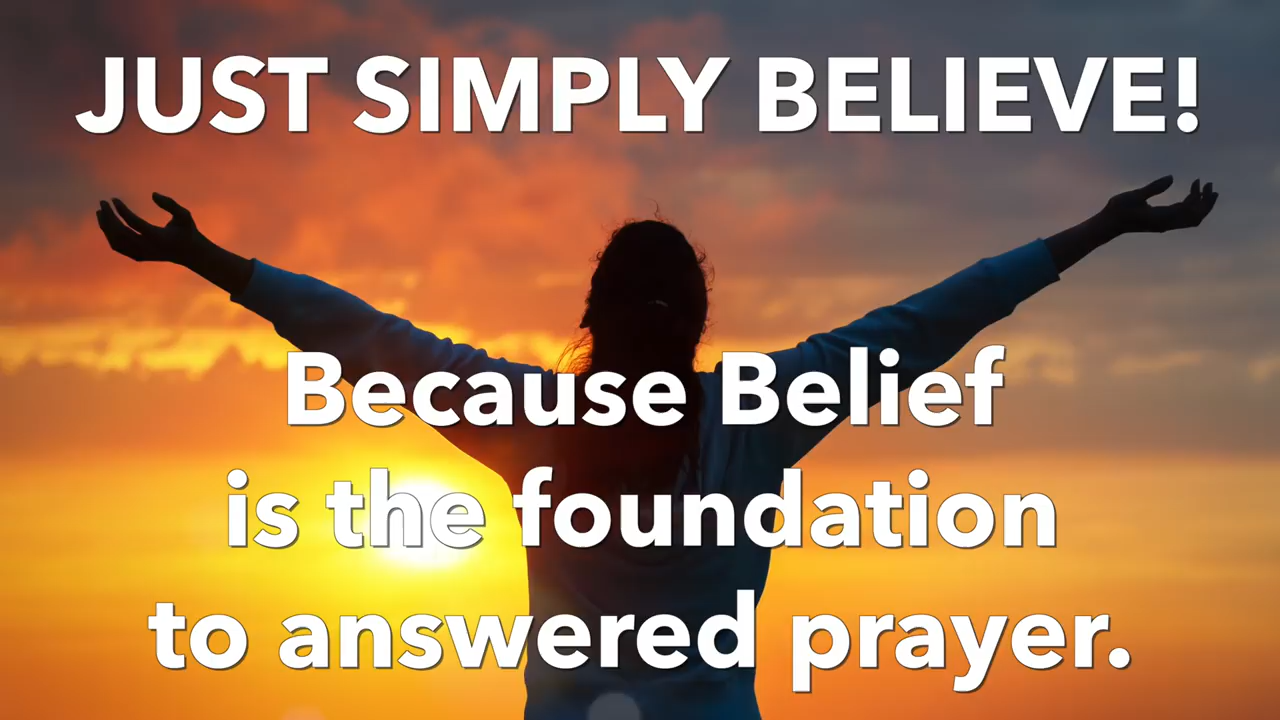 JUST SIMPLY BELIEVE!
Because Belief
is the foundation
to answered prayer.